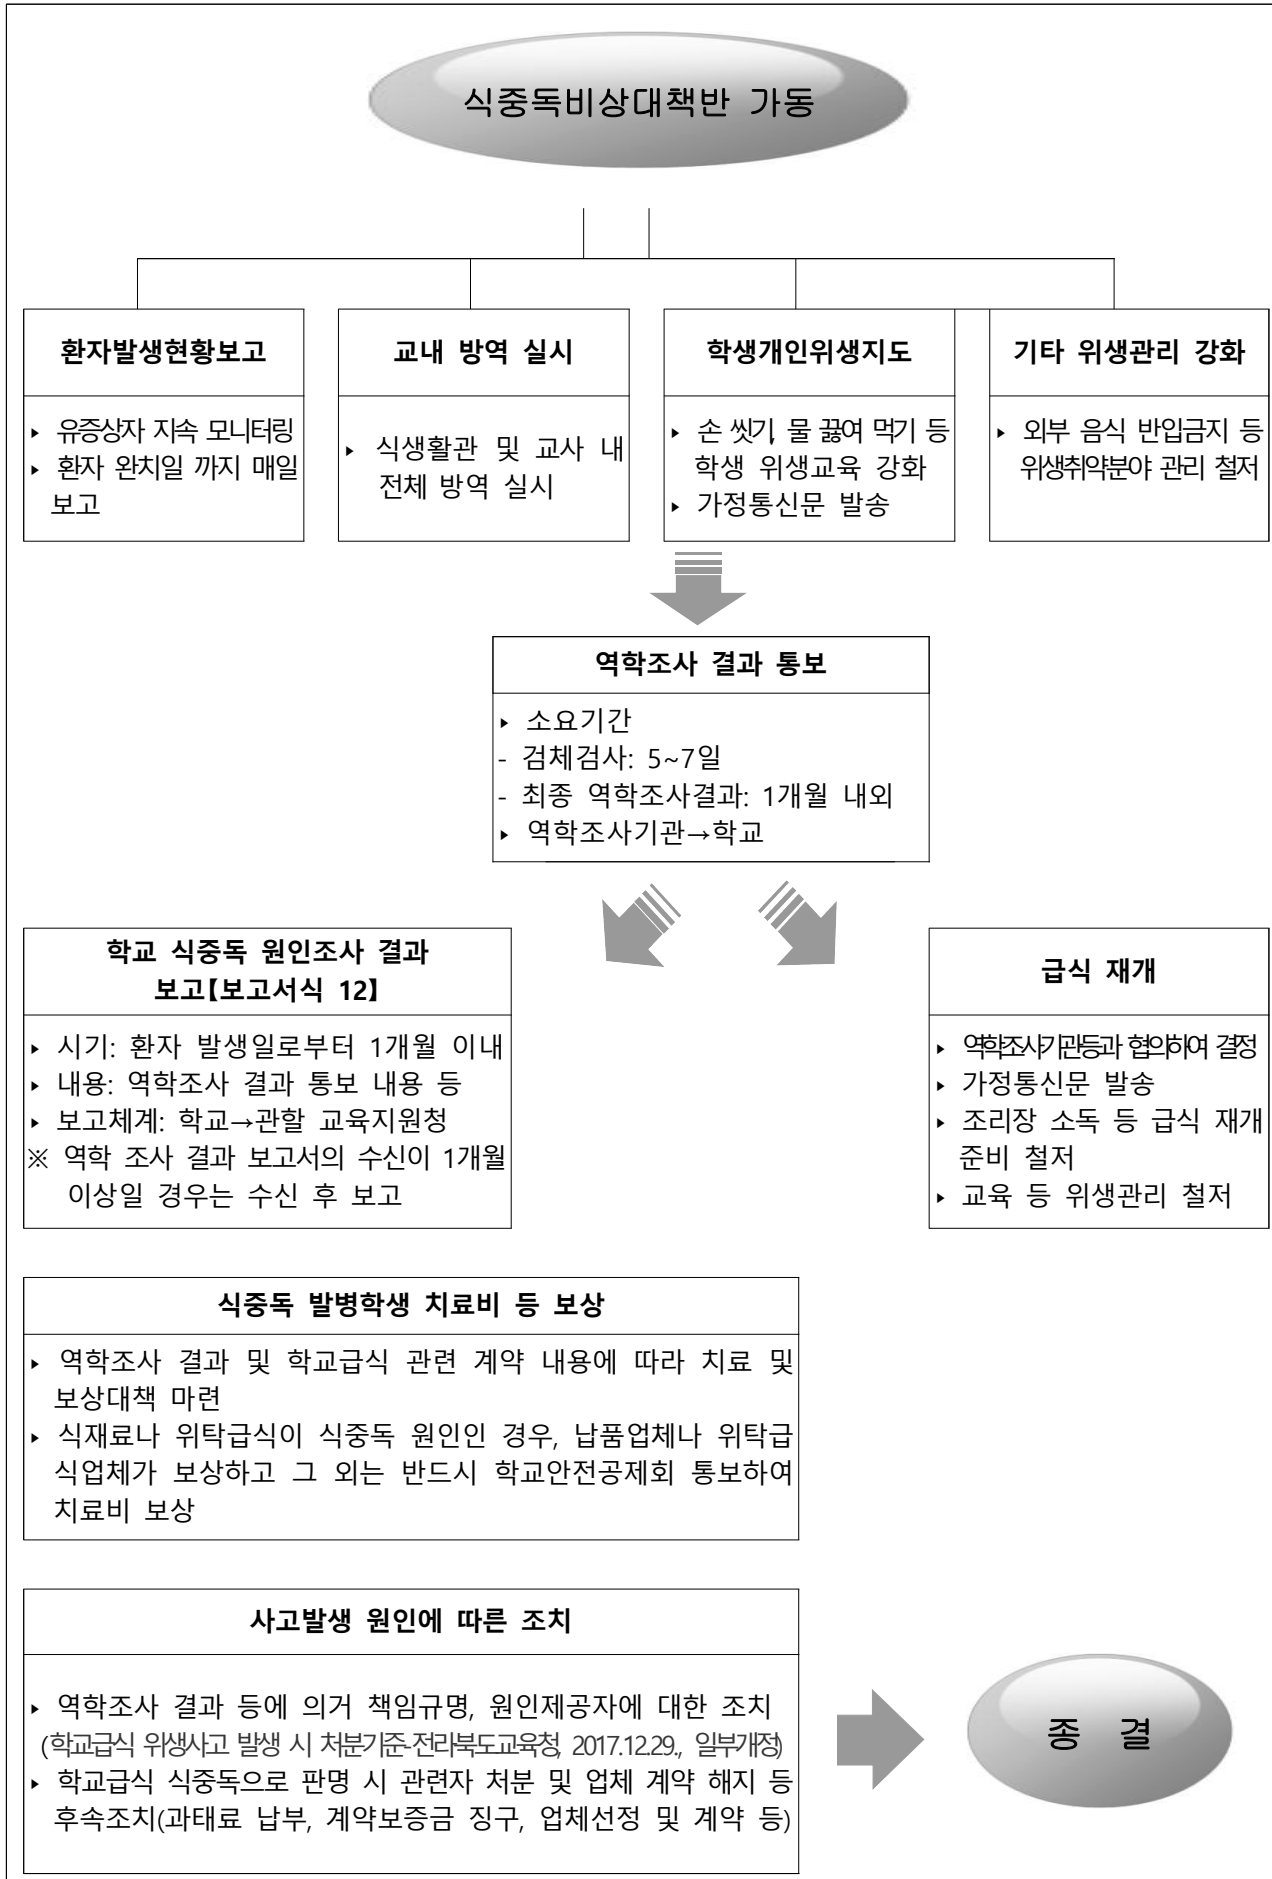 식중독비상대책반 가동
환자발생현황보고
▸ 유증상자 지속 모니터링
▸ 환자 완치일 까지 매일
보고
교내 방역 실시
▸ 식생활관 및 교사 내
전체 방역 실시
학생개인위생지도
▸ 손 씻기, 물 끓여 먹기 등
학생 위생교육 강화
▸ 가정통신문 발송
기타 위생관리 강화
▸ 외부 음식 반입금지 등
위생취약분야 관리 철저
역학조사 결과 통보
▸ 소요기간
- 검체검사: 5~7일
- 최종 역학조사결과: 1개월 내외
▸ 역학조사기관→학교
학교 식중독 원인조사 결과
보고【보고서식 12】
▸ 시기: 환자 발생일로부터 1개월 이내
▸ 내용: 역학조사 결과 통보 내용 등
▸ 보고체계: 학교→관할 교육지원청
※ 역학 조사 결과 보고서의 수신이 1개월
이상일 경우는 수신 후 보고
급식 재개
▸ 역학조사기관등과 협의하여 결정
▸ 가정통신문 발송
▸ 조리장 소독 등 급식 재개
준비 철저
▸ 교육 등 위생관리 철저
식중독 발병학생 치료비 등 보상
▸ 역학조사 결과 및 학교급식 관련 계약 내용에 따라 치료 및
보상대책 마련
▸ 식재료나 위탁급식이 식중독 원인인 경우, 납품업체나 위탁급
식업체가 보상하고 그 외는 반드시 학교안전공제회 통보하여
치료비 보상
사고발생 원인에 따른 조치
▸ 역학조사 결과 등에 의거 책임규명, 원인제공자에 대한 조치
(학교급식 위생사고 발생 시 처분기준-전라북도교육청, 2017.12.29., 일부개정)
▸ 학교급식 식중독으로 판명 시 관련자 처분 및 업체 계약 해지 등
후속조치(과태료 납부, 계약보증금 징구, 업체선정 및 계약 등)
종 결